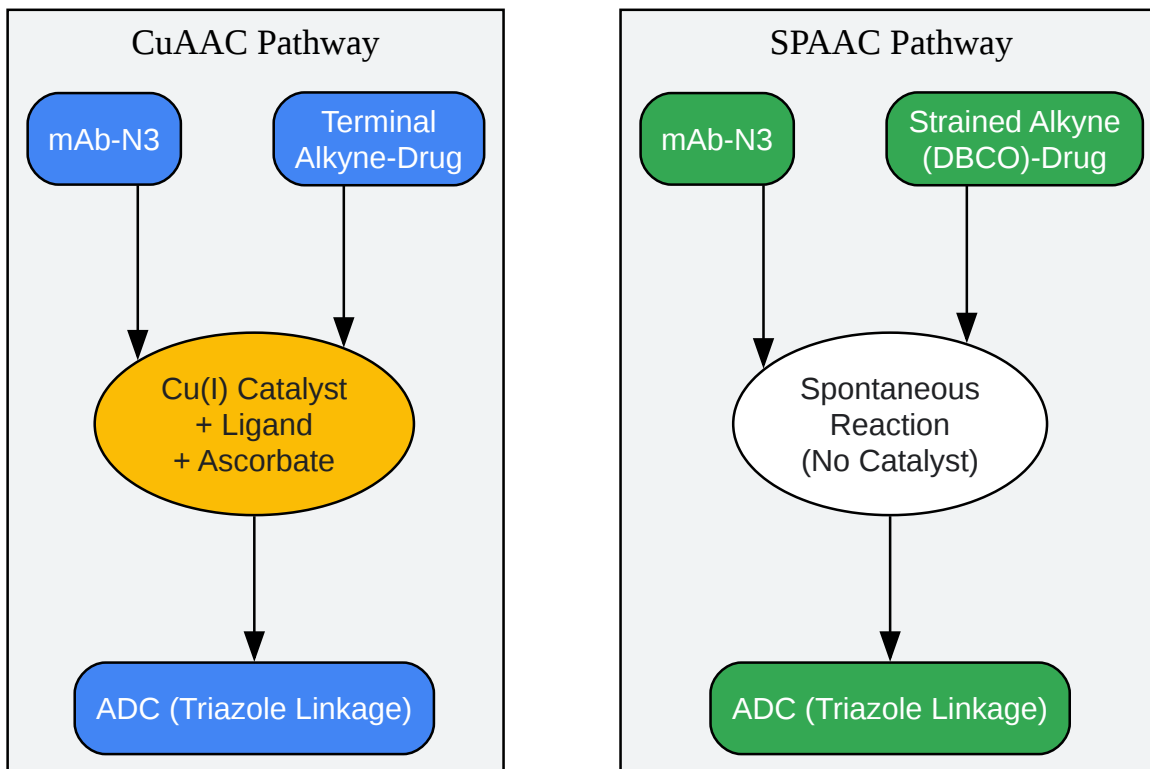 CuAAC Pathway
mAb-N3
Terminal
Alkyne-Drug
Cu(I) Catalyst
+ Ligand
+ Ascorbate
ADC (Triazole Linkage)
SPAAC Pathway
mAb-N3
Strained Alkyne
(DBCO)-Drug
Spontaneous
Reaction
(No Catalyst)
ADC (Triazole Linkage)